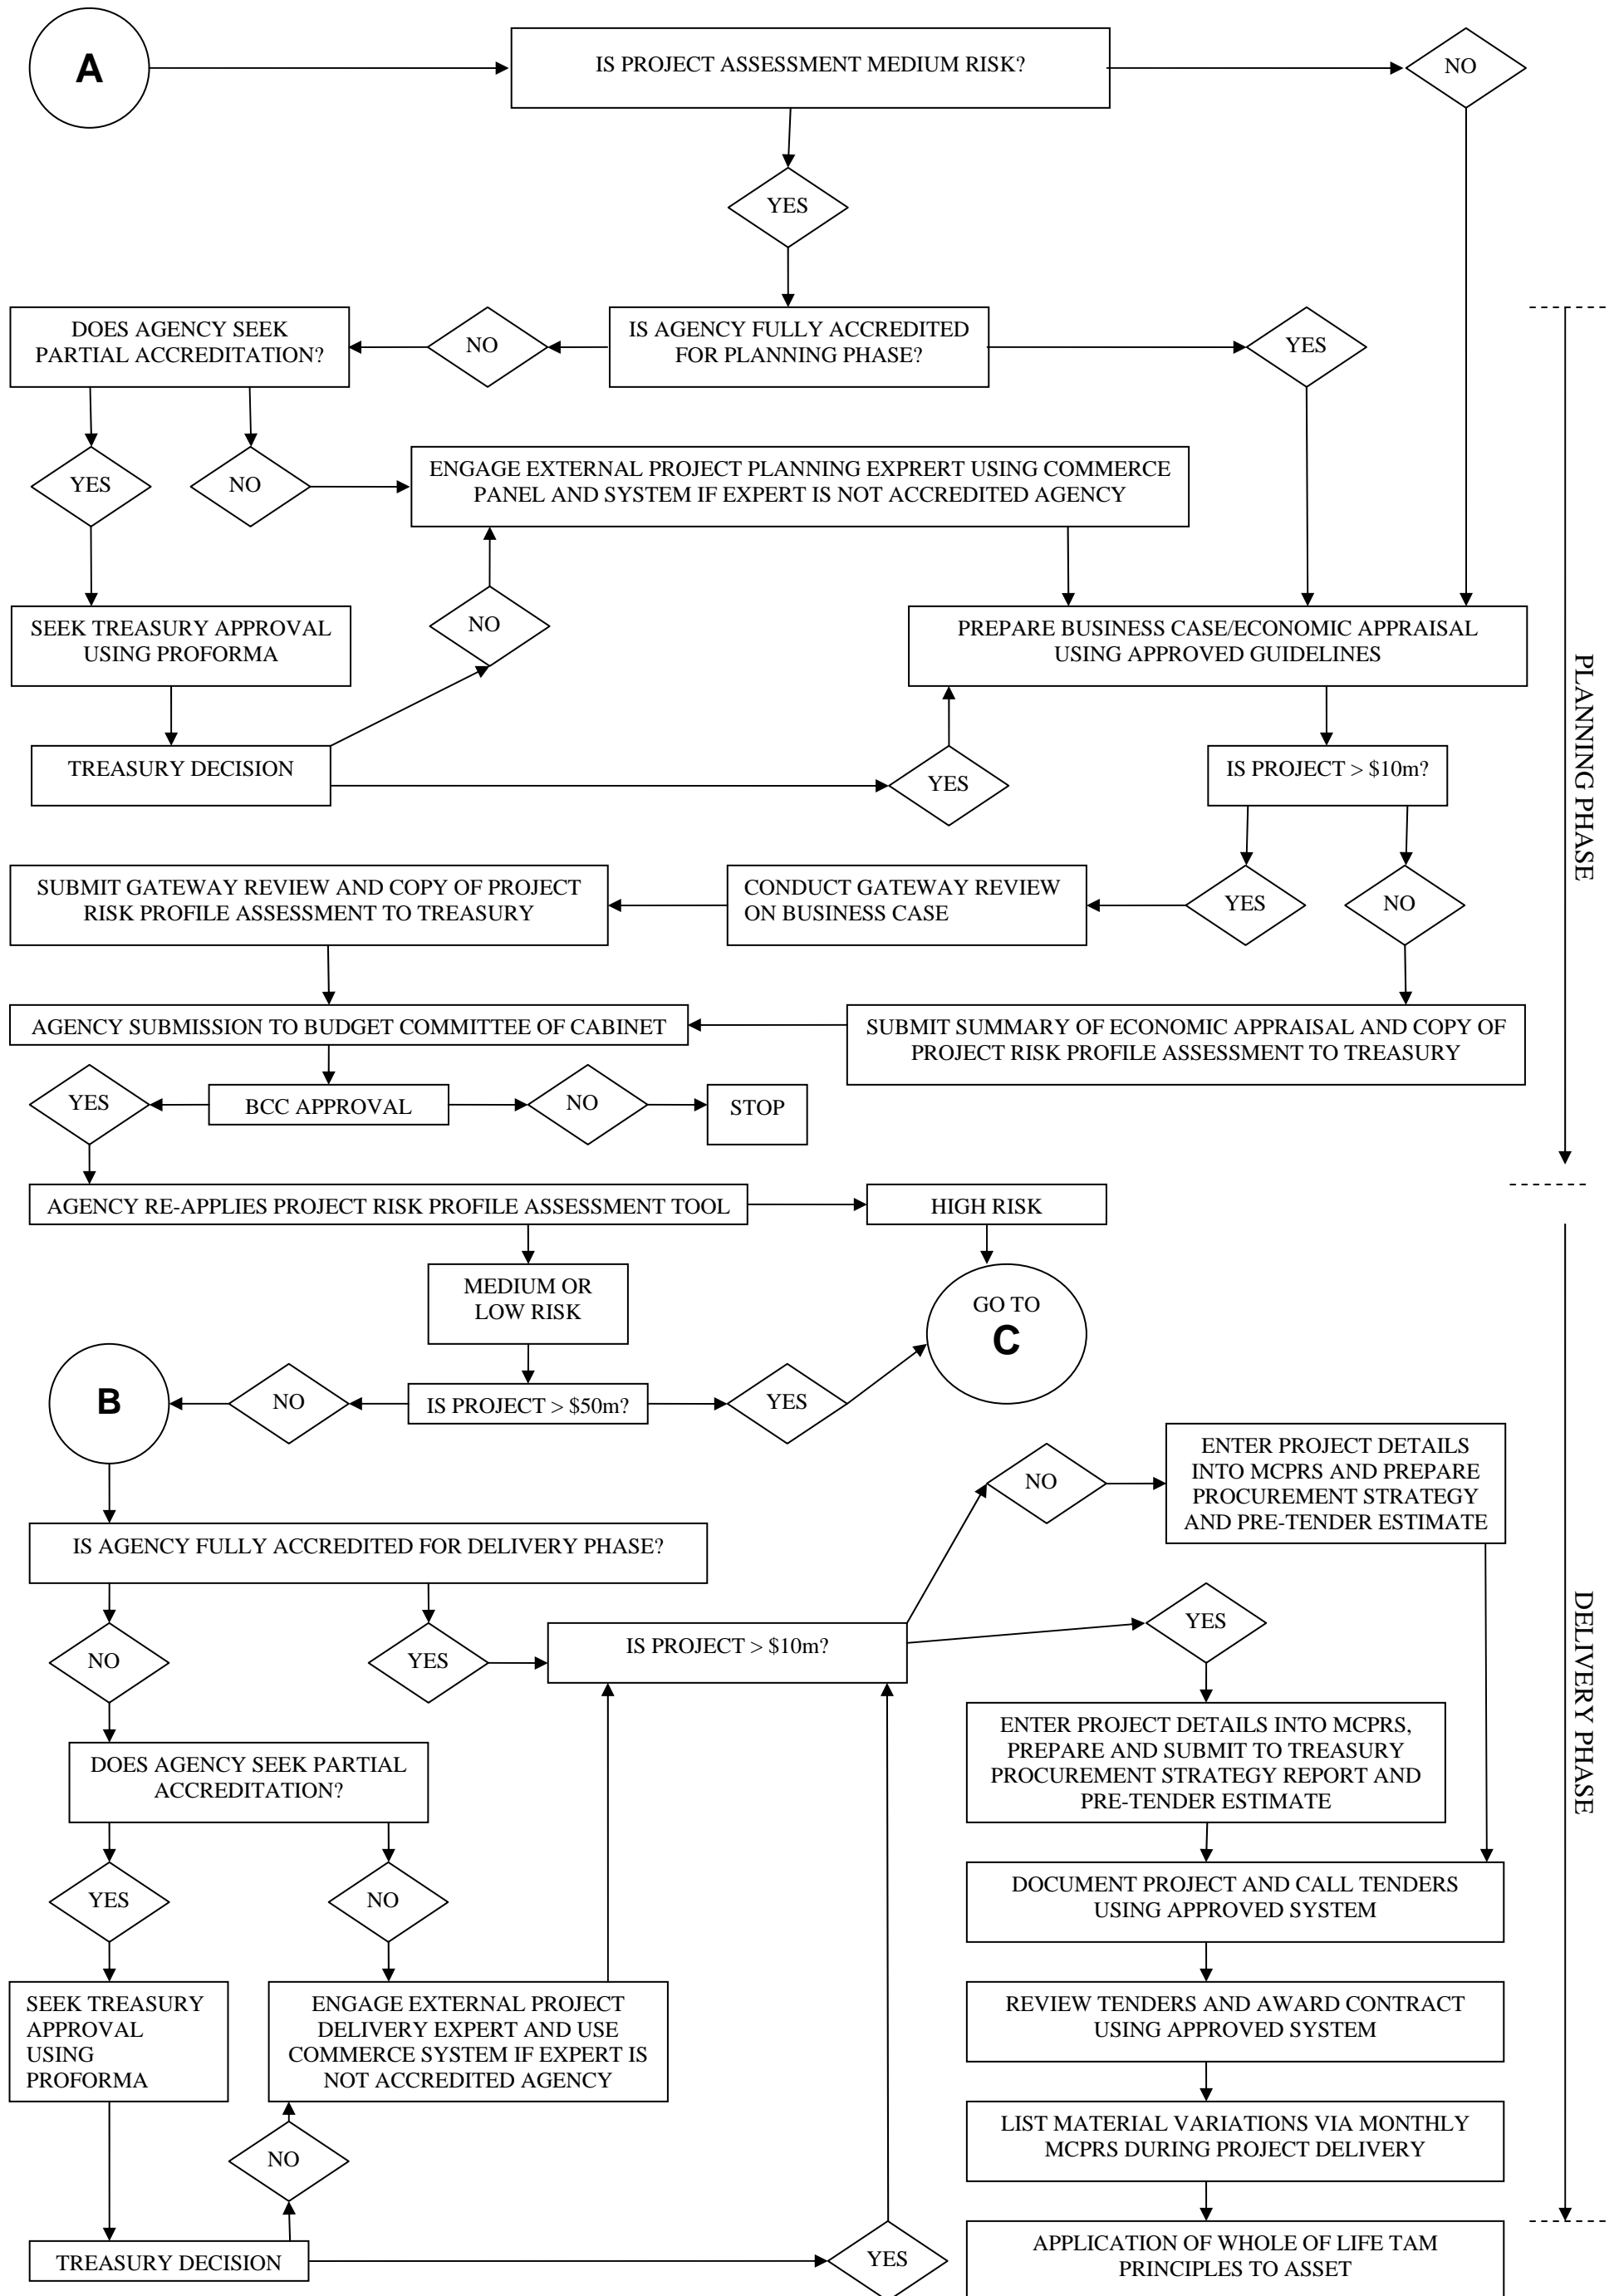 A
IS PROJECT ASSESSMENT MEDIUM RISK?
NO
YES
DOES AGENCY SEEK
PARTIAL ACCREDITATION?
NO
IS AGENCY FULLY ACCREDITED
FOR PLANNING PHASE?
YES
YES
NO
ENGAGE EXTERNAL PROJECT PLANNING EXPRERT USING COMMERCE
PANEL AND SYSTEM IF EXPERT IS NOT ACCREDITED AGENCY
SEEK TREASURY APPROVAL
USING PROFORMA
NO
PREPARE BUSINESS CASE/ECONOMIC APPRAISAL
USING APPROVED GUIDELINES
PLANNING PHASE
TREASURY DECISION
YES
IS PROJECT > $10m?
SUBMIT GATEWAY REVIEW AND COPY OF PROJECT
RISK PROFILE ASSESSMENT TO TREASURY
CONDUCT GATEWAY REVIEW
ON BUSINESS CASE
YES
NO
AGENCY SUBMISSION TO BUDGET COMMITTEE OF CABINET
SUBMIT SUMMARY OF ECONOMIC APPRAISAL AND COPY OF
PROJECT RISK PROFILE ASSESSMENT TO TREASURY
YES
BCC APPROVAL
NO
STOP
AGENCY RE-APPLIES PROJECT RISK PROFILE ASSESSMENT TOOL
HIGH RISK
MEDIUM OR
LOW RISK
GO TO
C
B
NO
IS PROJECT > $50m?
YES
NO
ENTER PROJECT DETAILS
INTO MCPRS AND PREPARE
PROCUREMENT STRATEGY
AND PRE-TENDER ESTIMATE
IS AGENCY FULLY ACCREDITED FOR DELIVERY PHASE?
DELIVERY PHASE
NO
YES
IS PROJECT > $10m?
YES
DOES AGENCY SEEK PARTIAL
ACCREDITATION?
ENTER PROJECT DETAILS INTO MCPRS,
PREPARE AND SUBMIT TO TREASURY
PROCUREMENT STRATEGY REPORT AND
PRE-TENDER ESTIMATE
YES
NO
DOCUMENT PROJECT AND CALL TENDERS
USING APPROVED SYSTEM
SEEK TREASURY
APPROVAL
USING
PROFORMA
ENGAGE EXTERNAL PROJECT
DELIVERY EXPERT AND USE
COMMERCE SYSTEM IF EXPERT IS
NOT ACCREDITED AGENCY
REVIEW TENDERS AND AWARD CONTRACT
USING APPROVED SYSTEM
NO
LIST MATERIAL VARIATIONS VIA MONTHLY
MCPRS DURING PROJECT DELIVERY
TREASURY DECISION
YES
APPLICATION OF WHOLE OF LIFE TAM
PRINCIPLES TO ASSET